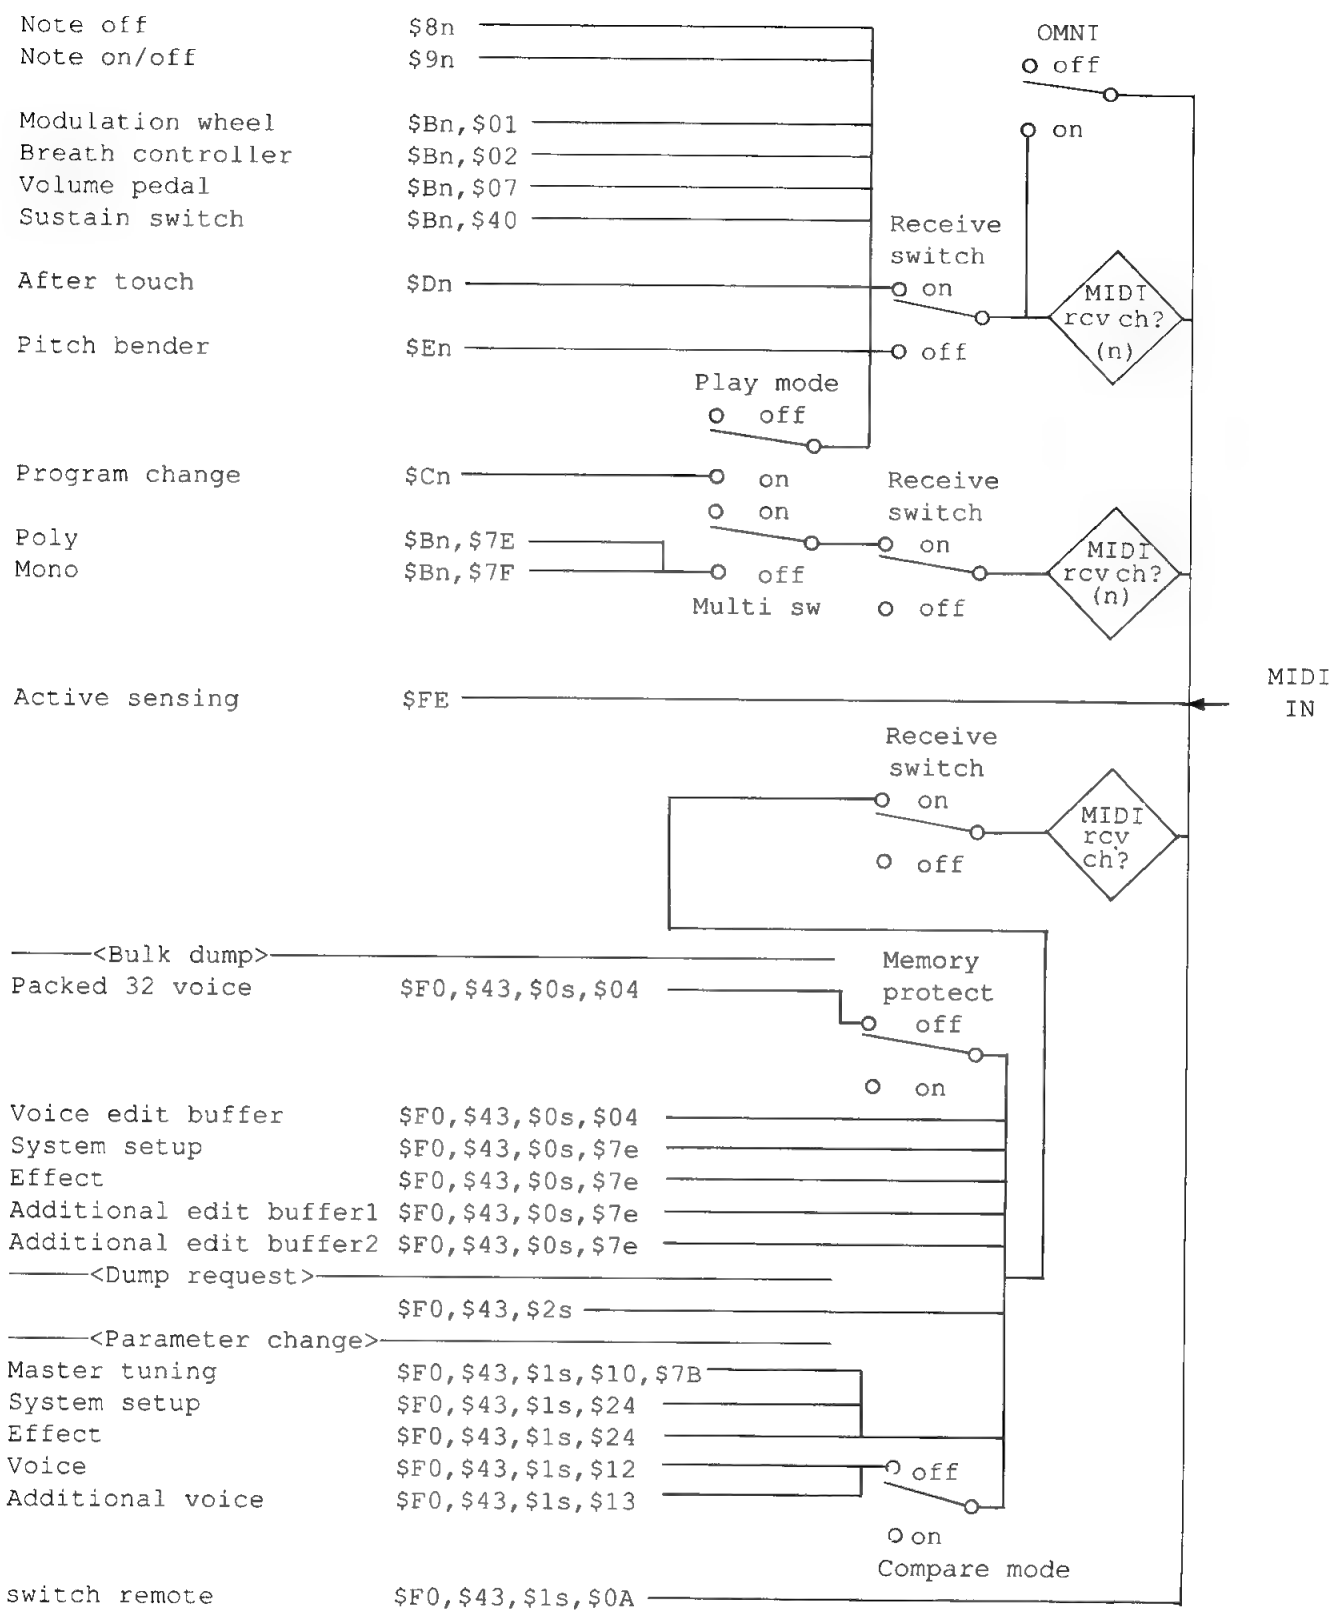 Note off $8n
OMNI
Note on/off $9n
off
Modulation wheel $Bn,$01
on
Breath controller $Bn,$02
Volume pedal $Bn,$07
Sustain switch $Bn,$40
Receive
switch
After touch $Dn
on
MIDI
rcv ch?
(n)
Pitch bender $En
off
Play mode
off
Program change $Cn
on
Receive
switch
on
Poly $Bn,$7E
on
MIDI
rcv ch?
(n)
Mono $Bn,$7F
off
Multi sw
off
MIDI
IN
Active sensing $FE
Receive
switch
on
MIDI
rcv
ch?
off
<Bulk dump>
Memory
protect
Packed 32 voice $F0,$43,$0s,$04
off
on
Voice edit buffer $F0,$43,$0s,$04
System setup $F0,$43,$0s,$7e
Effect $F0,$43,$0s,$7e
Additional edit buffer1 $F0,$43,$0s,$7e
Additional edit buffer2 $F0,$43,$0s,$7e
<Dump request>
$F0,$43,$2s
<Parameter change>
Master tuning $F0,$43,$1s,$10,$7B
System setup $F0,$43,$1s,$24
Effect $F0,$43,$1s,$24
Voice $F0,$43,$1s,$12
off
Additional voice $F0,$43,$1s,$13
on
Compare mode
switch remote $F0,$43,$1s,$0A